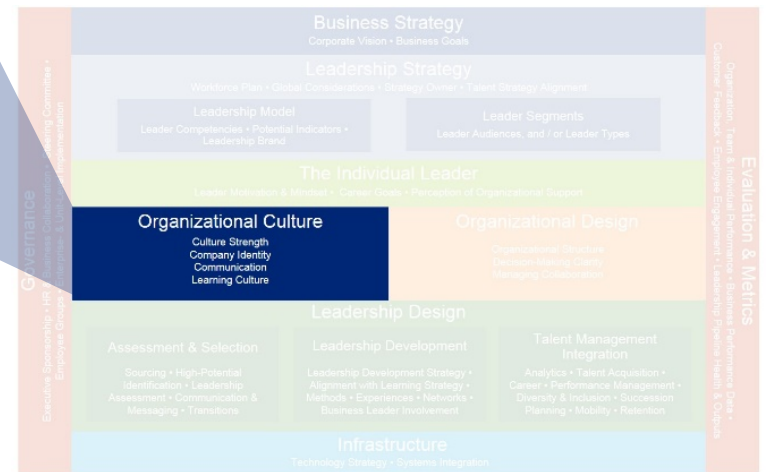 Business Strategy
Corporate Vision • Business Goals
Leadership Strategy
Workforce Plan • Global Considerations • Strategy Owner • Talent Strategy Alignment
Leadership Model
Leader Competencies • Potential Indicators •
Leadership Brand
Leader Segments
Leader Audiences, and / or Leader Types
The Individual Leader
Leader Motivation & Mindset • Career Goals • Perception of Organizational Support
Organizational Culture
Culture Strength
Company Identity
Communication
Learning Culture
Organizational Design
Organizational Structure
Decision-Making Clarity
Managing Collaboration
Leadership Design
Assessment & Selection
Sourcing • High-Potential
Identification • Leadership
Assessment • Communication &
Messaging • Transitions
Leadership Development
Leadership Development Strategy •
Alignment with Learning Strategy •
Methods • Experiences • Networks •
Business Leader Involvement
Talent Management
Integration
Analytics • Talent Acquisition •
Career • Performance Management •
Diversity & Inclusion • Succession
Planning • Mobility • Retention
Infrastructure
Technology Strategy • Systems Integration
Governance
Executive Sponsorship • HR & Business Collaboration • Steering Committee •
Employee Groups • Enterprise- & Unit-Level Implementation
Evaluation & Metrics
Organization, Team & Individual Performance • Business Performance Data •
Customer Feedback • Employee Engagement • Leadership Pipeline Health & Outputs